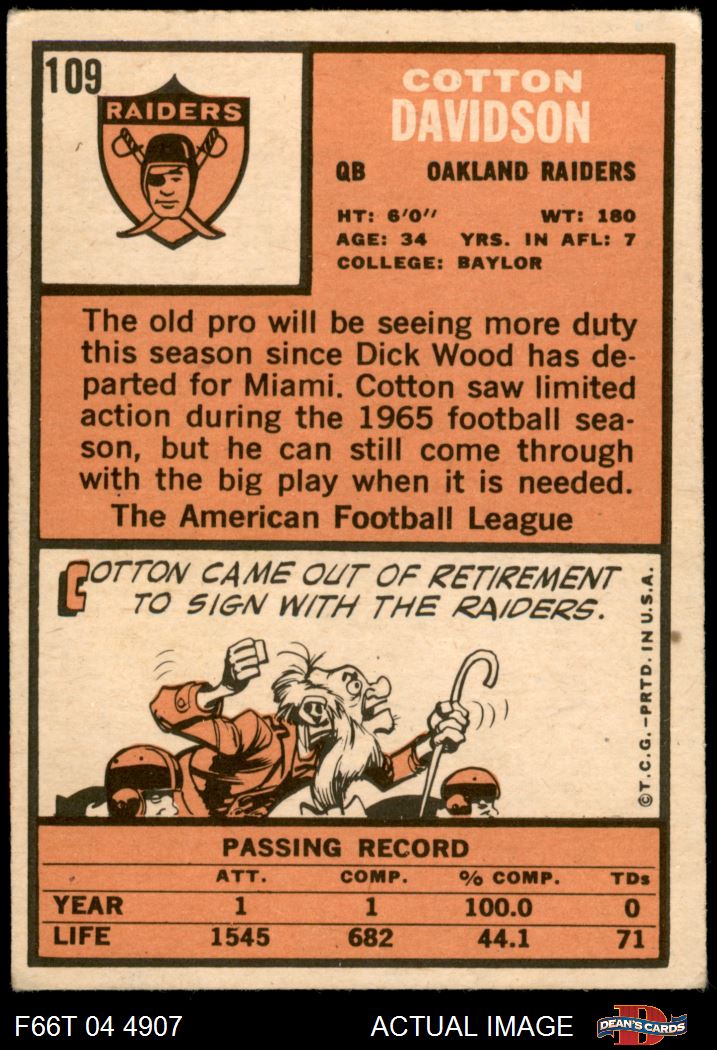 109
RAIDERS
COTTON
DAVIDSON
QB OAKLAND RAIDERS
HT: 6'0" WT: 180
AGE: 34 YRS. IN AFL: 7
COLLEGE: BAYLOR
The old pro will be seeing more duty
this season since Dick Wood has de-
parted for Miami. Cotton saw limited
action during the 1965 football sea-
son, but he can still come through
with the big play when it is needed.
The American Football League
COTTON CAME OUT OF RETIREMENT
TO SIGN WITH THE RAIDERS.
©T.C.G.-PRTD. IN U.S.A.
PASSING RECORD
ATT. COMP. % COMP. TDs
YEAR 1 1 100.0 0
LIFE 1545 682 44.1 71
F66T 04 4907 ACTUAL IMAGE
D
DEAN'S CARDS